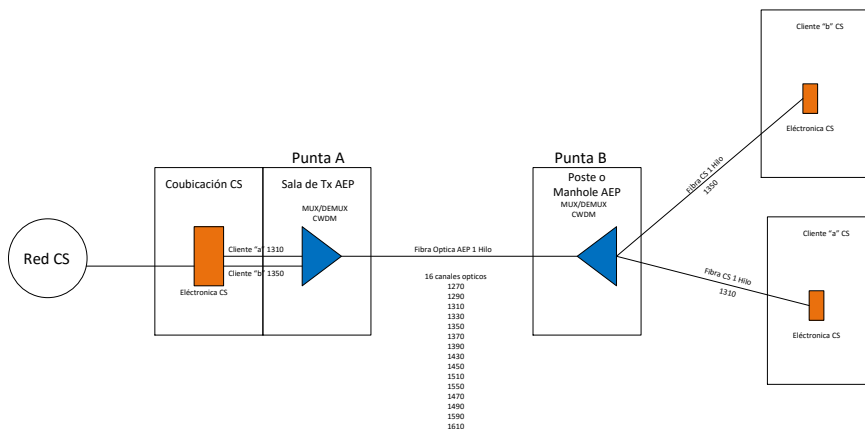 Cliente "b" CS
Eléctronica CS
Fibra CS 1 Hilo
1350
Punta A
Punta B
Coubicación CS
Sala de Tx AEP
Poste o
Manhole AEP
MUX/DEMUX
CWDM
MUX/DEMUX
CWDM
Red CS
Cliente "a" 1310
Cliente "b" 1350
Eléctronica CS
Fibra Optica AEP 1 Hilo
Cliente "a" CS
Fibra CS 1 Hilo
1310
Eléctronica CS
16 canales opticos
1270
1290
1310
1330
1350
1370
1390
1430
1450
1510
1550
1470
1490
1590
1610